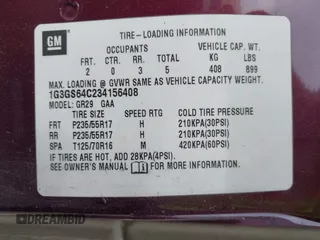 GM
TIRE-LOADING INFORMATION
OCCUPANTS VEHICLE CAP. WT.
FRT. CTR. RR. TOTAL KG LBS
2 0 3 5 408 899
MAX. LOADING @ GVWR SAME AS VEHICLE CAPACITY WEIGHT.
1G3GS64C234156408
MODEL: GR29 GAA
TIRE SIZE SPEED RTG COLD TIRE PRESSURE
FRT P235/55R17 H 210KPA(30PSI)
RR P235/55R17 H 210KPA(30PSI)
SPA T125/70R16 M 420KPA(60PSI)
IF TIRES ARE HOT, ADD 28KPA(4PSI).
SEE OWNER'S MANUAL FOR ADDITIONAL INFORMATION
DREAMBID